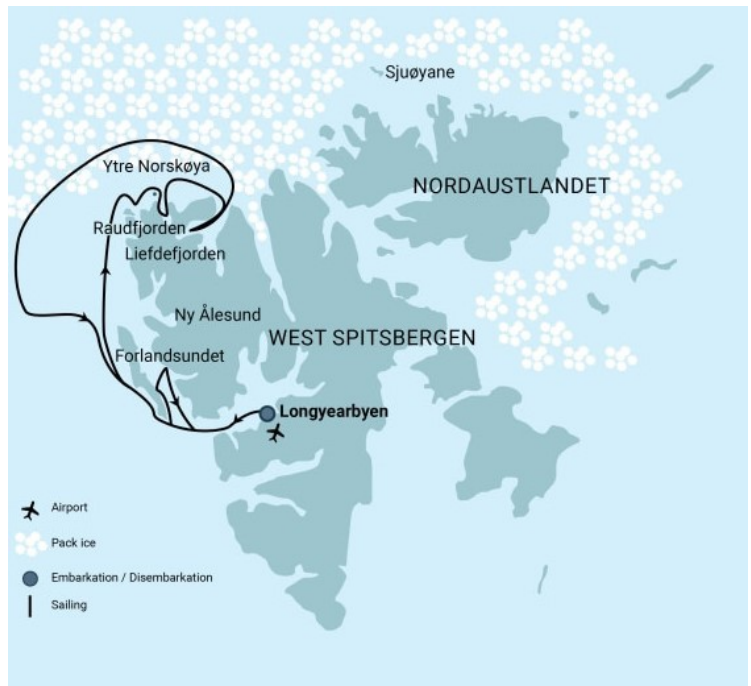 Sjuøyane
Ytre Norskøya
NORDAUSTLANDET
Raudfjorden
Liefdefjorden
Ny Ålesund
WEST SPITSBERGEN
Forlandsundet
Longyearbyen
Airport
Pack ice
Embarkation / Disembarkation
Sailing